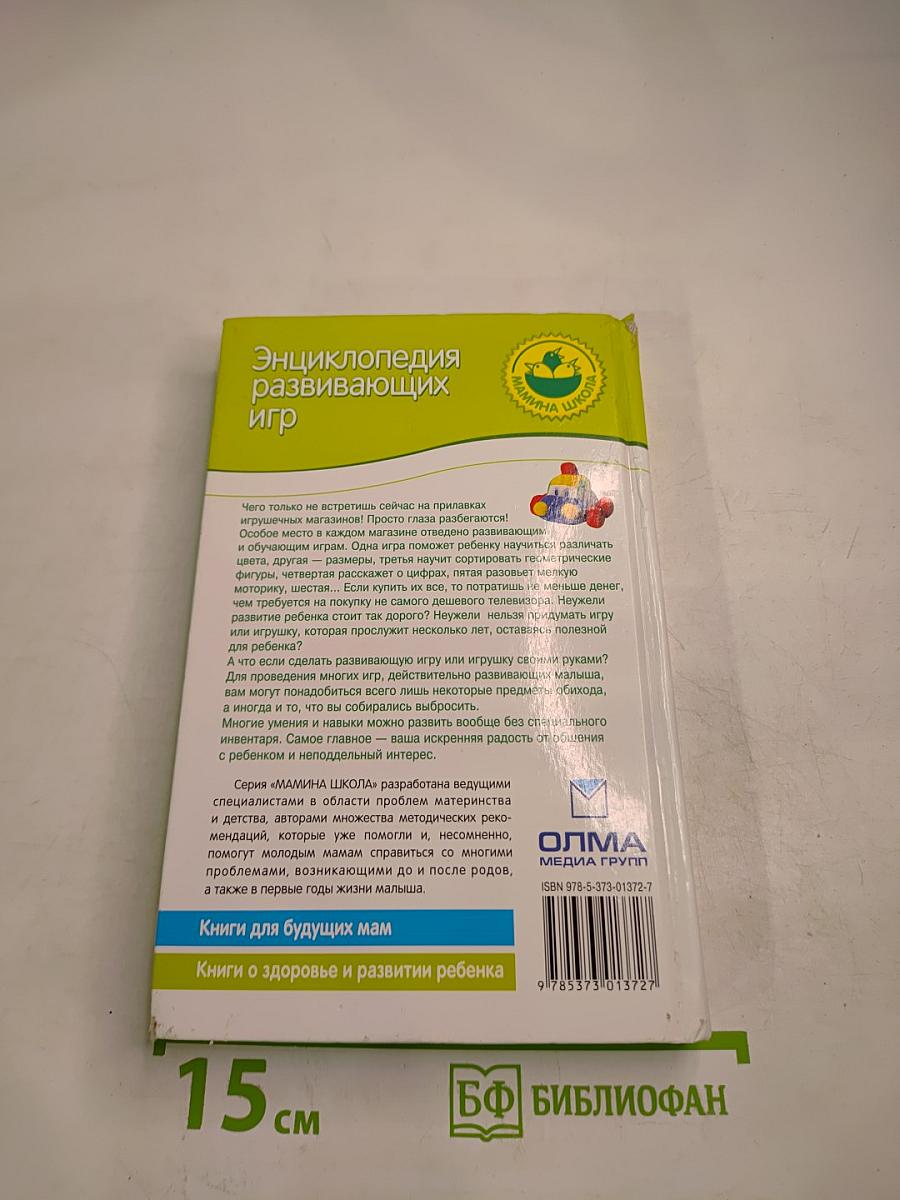 Энциклопедия
развивающих
игр
МАМИНА ШКОЛА
Чего только не встретишь сейчас на прилавках
игрушечных магазинов! Просто глаза разбегаются!
Особое место в каждом магазине отведено развивающим
и обучающим играм. Одна игра поможет ребенку научиться различать
цвета, другая — размеры, третья научит сортировать геометрические
фигуры, четвертая расскажет о цифрах, пятая разовьет мелкую
моторику, шестая... Если купить их все, то потратишь не меньше денег,
чем требуется на покупку не самого дешевого телевизора. Неужели
развитие ребенка стоит так дорого? Неужели нельзя придумать игру
или игрушку, которая прослужит несколько лет, оставаясь полезной
для ребенка?
А что если сделать развивающую игру или игрушку своими руками?
Для проведения многих игр, действительно развивающих малыша,
вам могут понадобиться всего лишь некоторые предметы обихода,
а иногда и то, что вы собирались выбросить.
Многие умения и навыки можно развить вообще без специального
инвентаря. Самое главное — ваша искренняя радость от общения
с ребенком и неподдельный интерес.
Серия «МАМИНА ШКОЛА» разработана ведущими
специалистами в области проблем материнства
и детства, авторами множества методических реко-
мендаций, которые уже помогли и, несомненно,
помогут молодым мамам справиться со многими
проблемами, возникающими до и после родов,
а также в первые годы жизни малыша.
ОЛМА
МЕДИА ГРУПП
ISBN 978-5-373-01372-7
9 785373 013727
Книги для будущих мам
Книги о здоровье и развитии ребенка
15 см
БФ БИБЛИОФАН